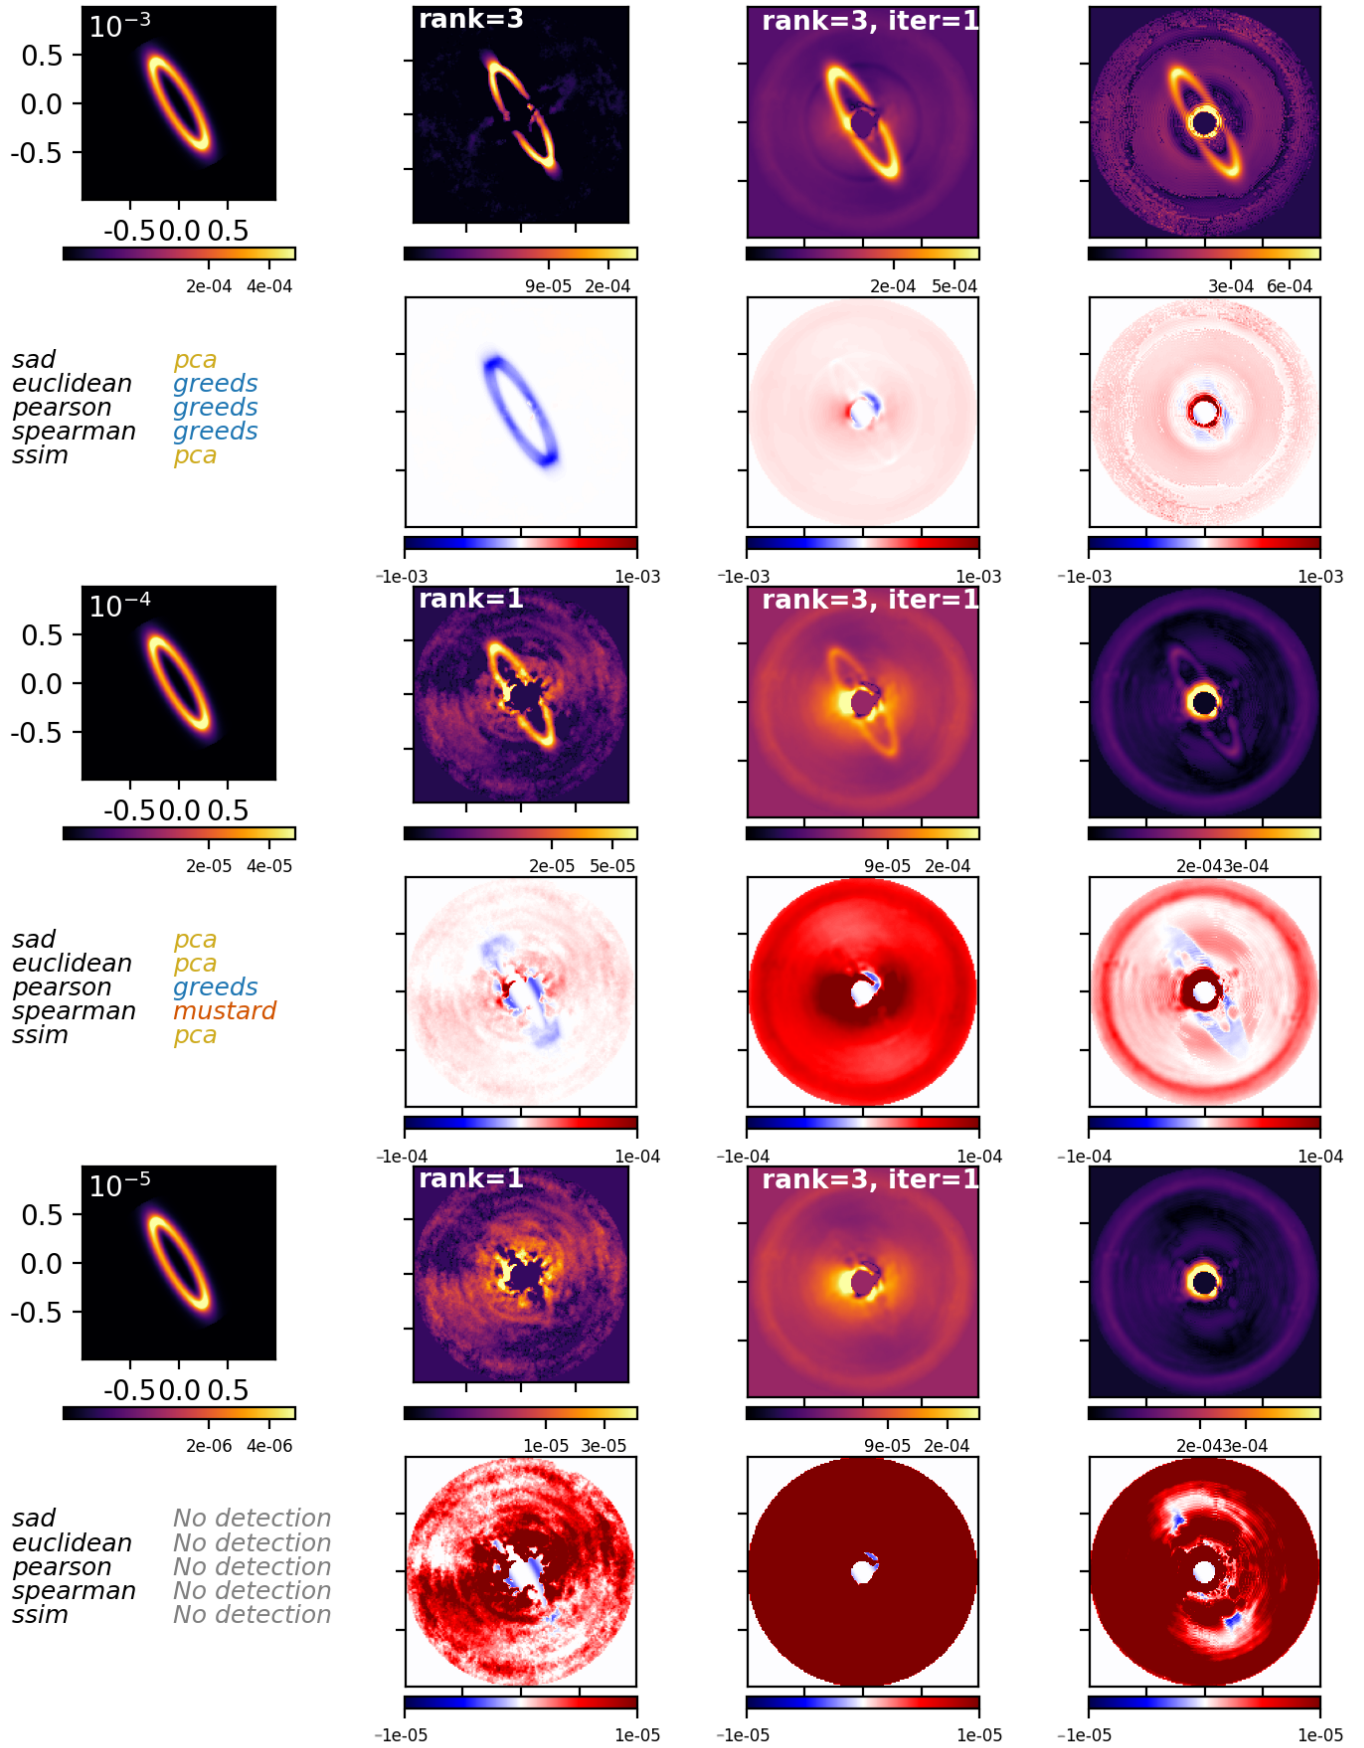 10⁻³
rank=3
rank=3, iter=1
0.5
0.0
-0.5
-0.5 0.0 0.5
2e-04 4e-04
9e-05 2e-04
2e-04 5e-04
3e-04 6e-04
sad pca
euclidean greeds
pearson greeds
spearman greeds
ssim pca
−1e-03 1e-03
−1e-03 1e-03
−1e-03 1e-03
10⁻⁴
rank=1
rank=3, iter=1
0.5
0.0
-0.5
-0.5 0.0 0.5
2e-05 4e-05
2e-05 5e-05
9e-05 2e-04
2e-04 3e-04
sad pca
euclidean pca
pearson greeds
spearman mustard
ssim pca
−1e-04 1e-04
−1e-04 1e-04
−1e-04 1e-04
10⁻⁵
rank=1
rank=3, iter=1
0.5
0.0
-0.5
-0.5 0.0 0.5
2e-06 4e-06
1e-05 3e-05
9e-05 2e-04
2e-04 3e-04
sad No detection
euclidean No detection
pearson No detection
spearman No detection
ssim No detection
−1e-05 1e-05
−1e-05 1e-05
−1e-05 1e-05